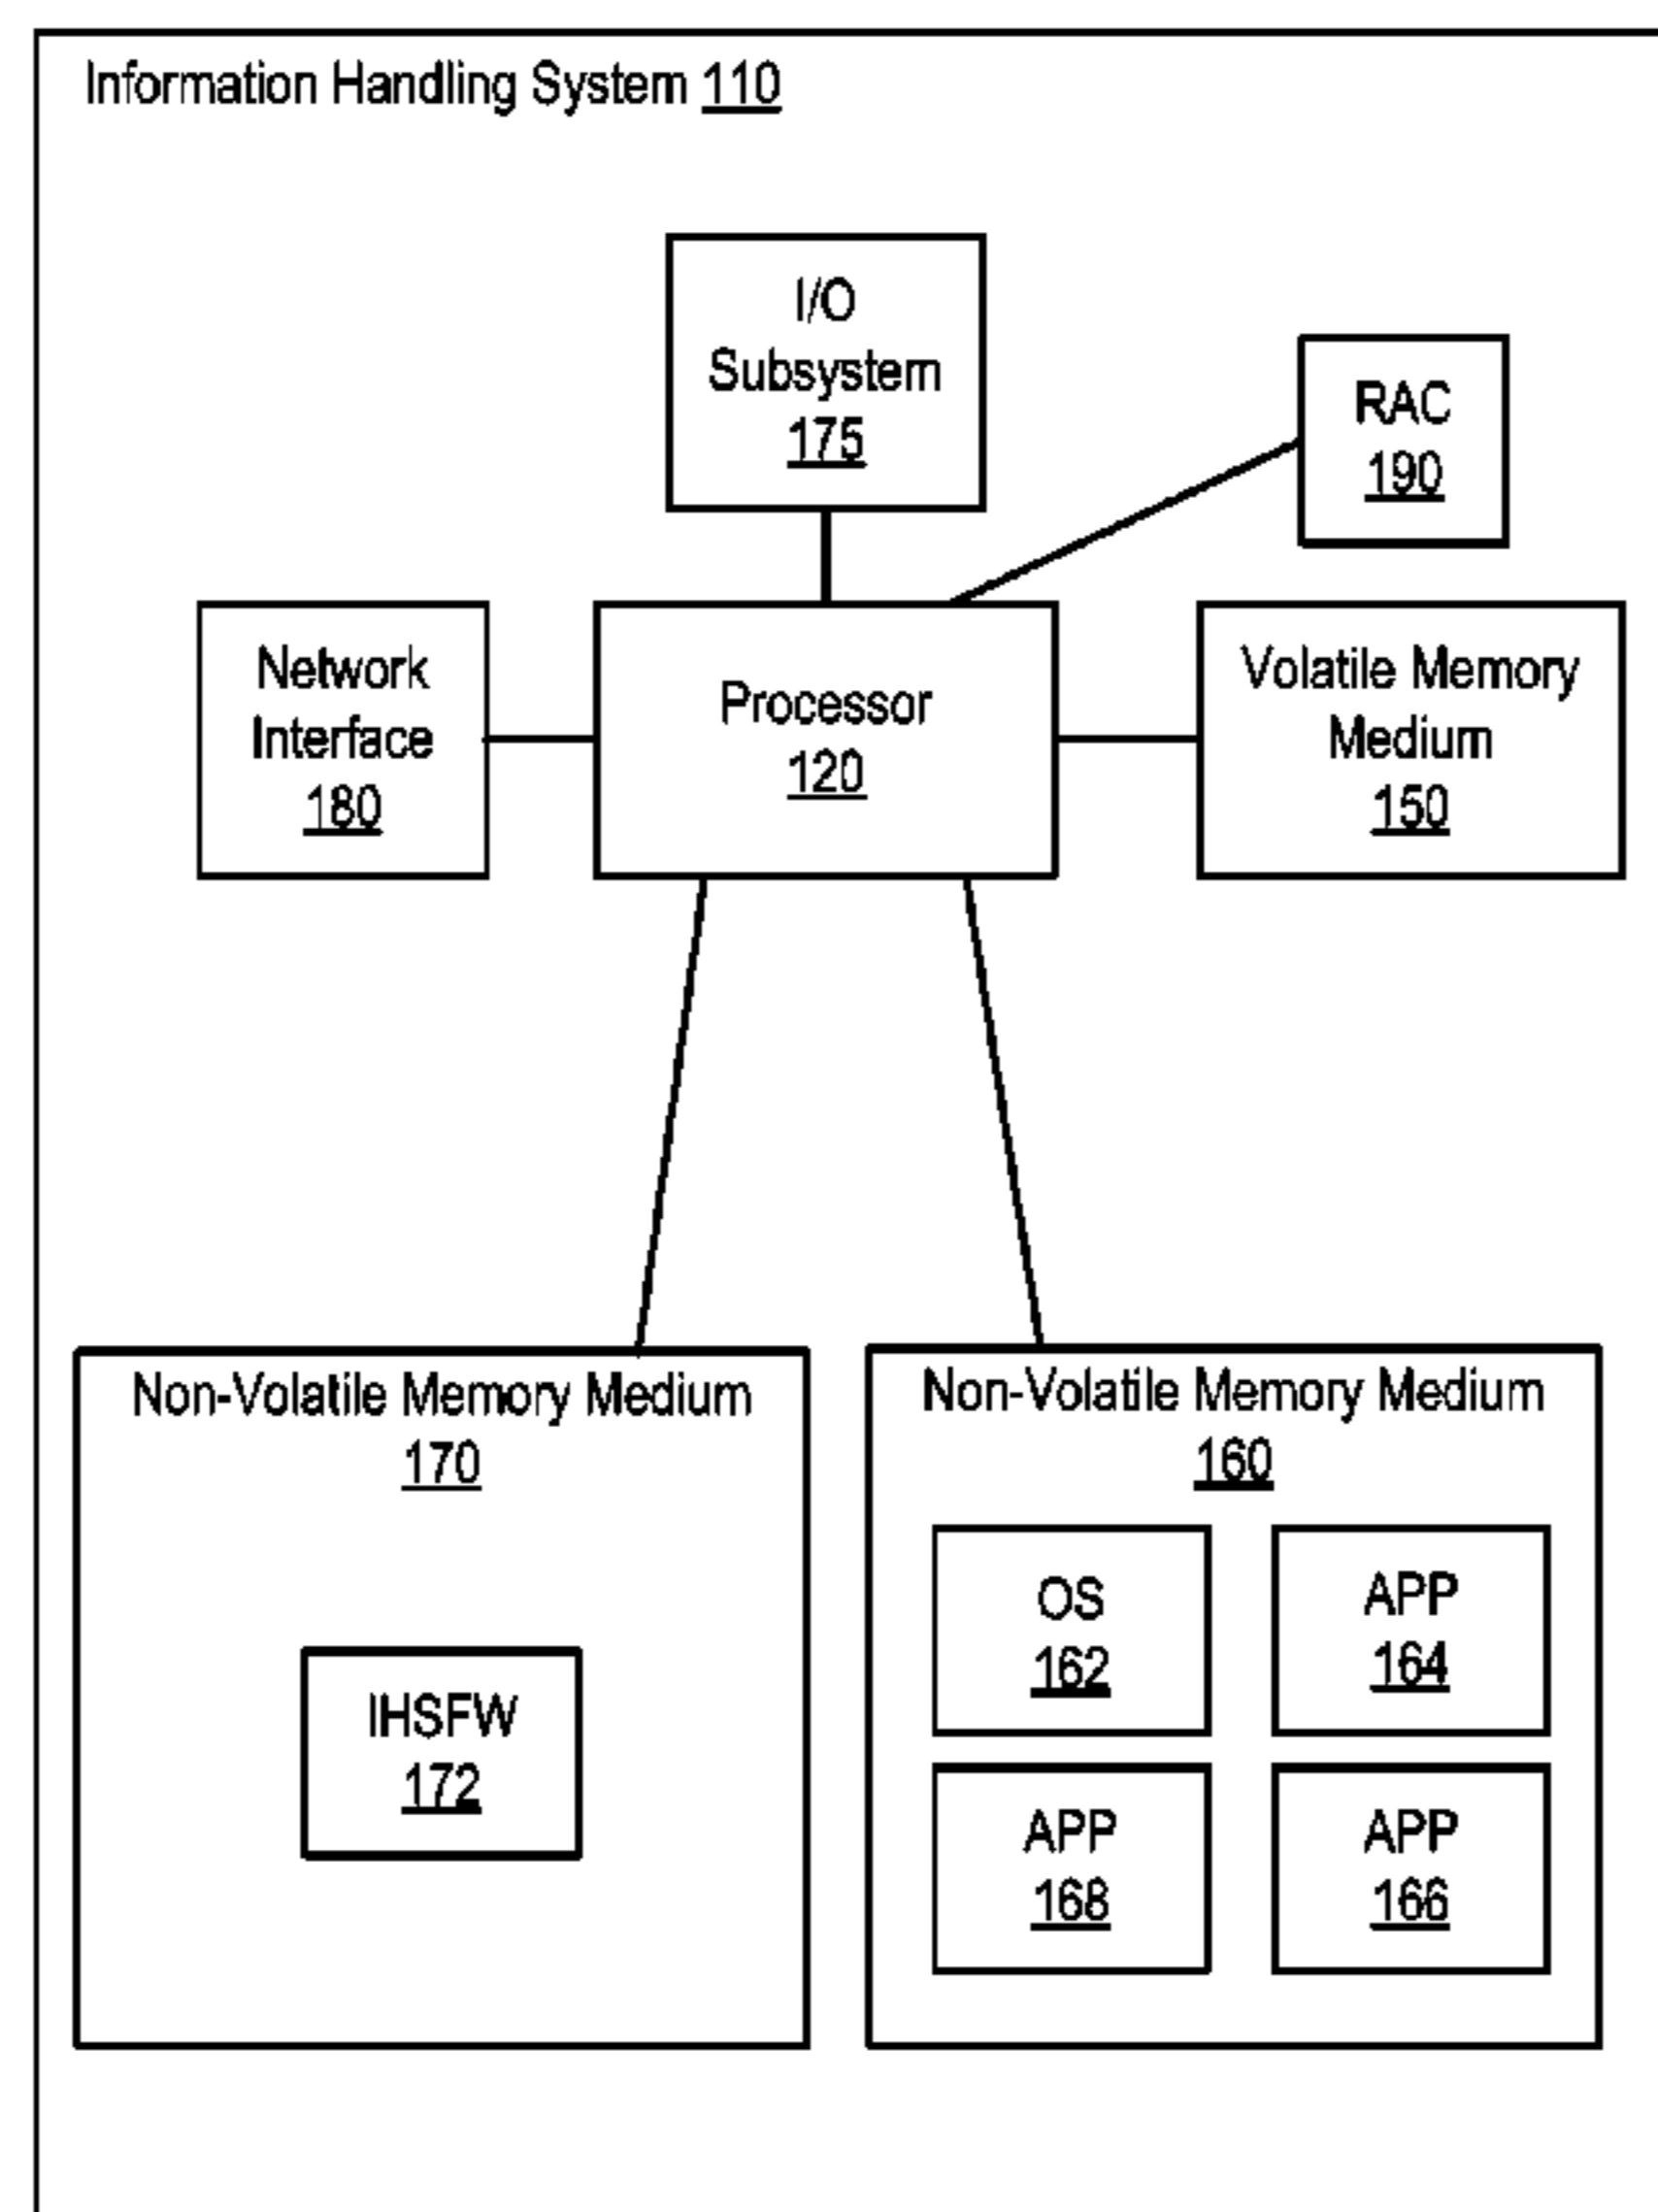 Information Handling System 110
I/O
Subsystem
175
RAC
190
Network
Interface
180
Processor
120
Volatile Memory
Medium
150
Non-Volatile Memory Medium
170
IHSFW
172
Non-Volatile Memory Medium
160
OS
162
APP
164
APP
168
APP
166